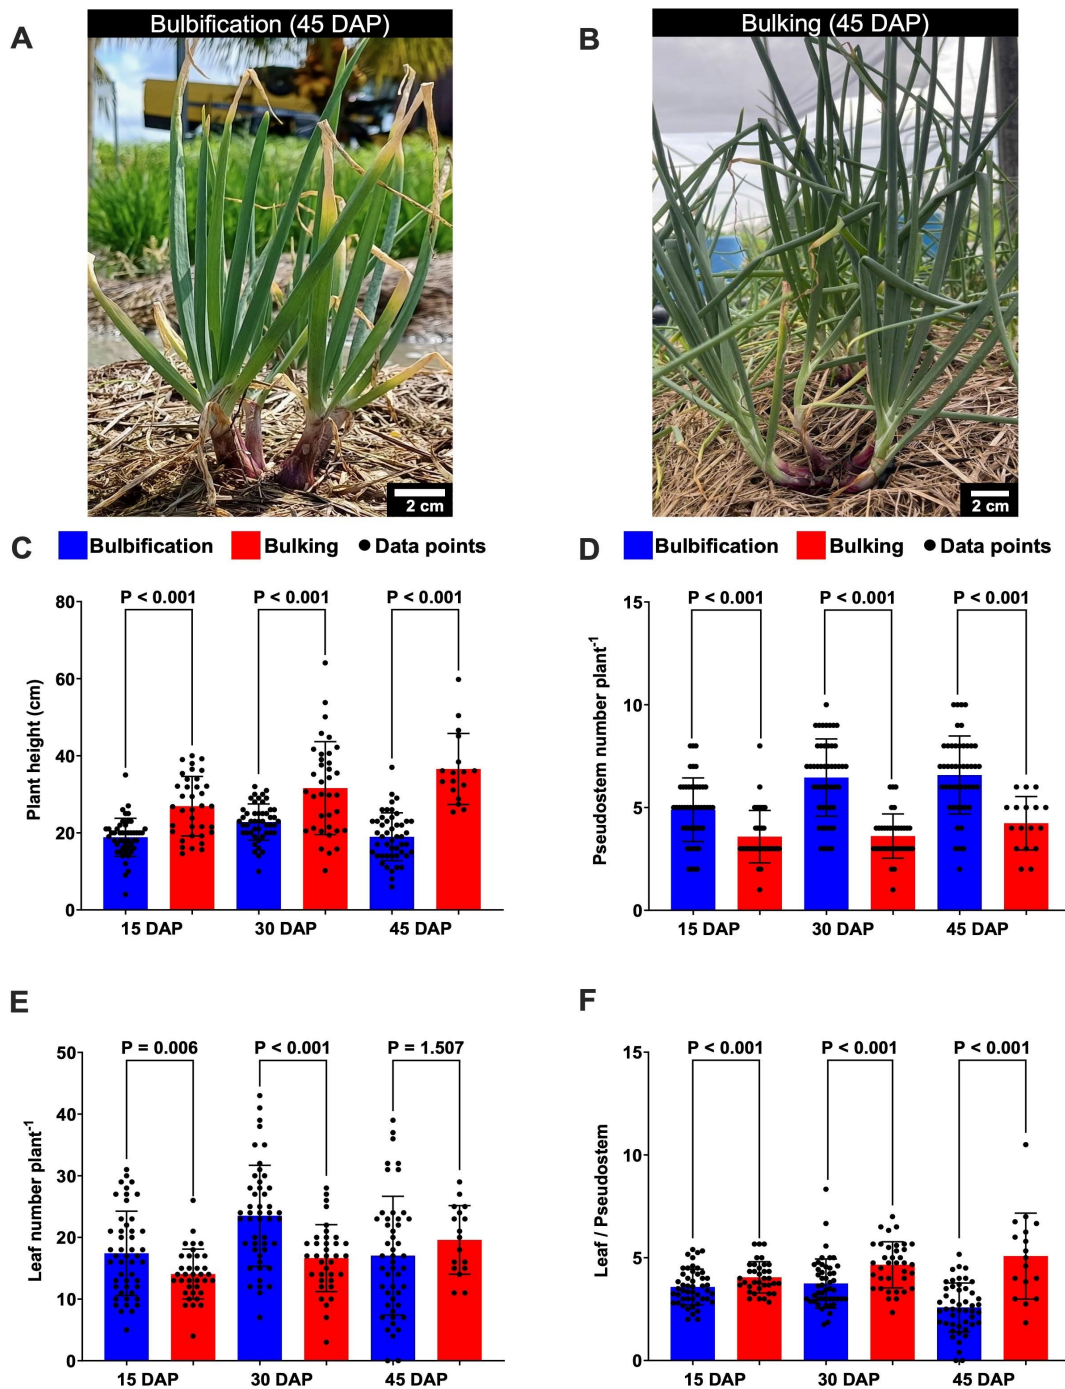 A
Bulbification (45 DAP)
2 cm
B
Bulking (45 DAP)
2 cm
C
Bulbification Bulking Data points
Plant height (cm)
80
60
40
20
0
P < 0.001 P < 0.001 P < 0.001
15 DAP 30 DAP 45 DAP
D
Bulbification Bulking Data points
Pseudostem number plant-1
15
10
5
0
P < 0.001 P < 0.001 P < 0.001
15 DAP 30 DAP 45 DAP
E
Leaf number plant-1
50
40
30
20
10
0
P = 0.006 P < 0.001 P = 1.507
15 DAP 30 DAP 45 DAP
F
Leaf / Pseudostem
15
10
5
0
P < 0.001 P < 0.001 P < 0.001
15 DAP 30 DAP 45 DAP